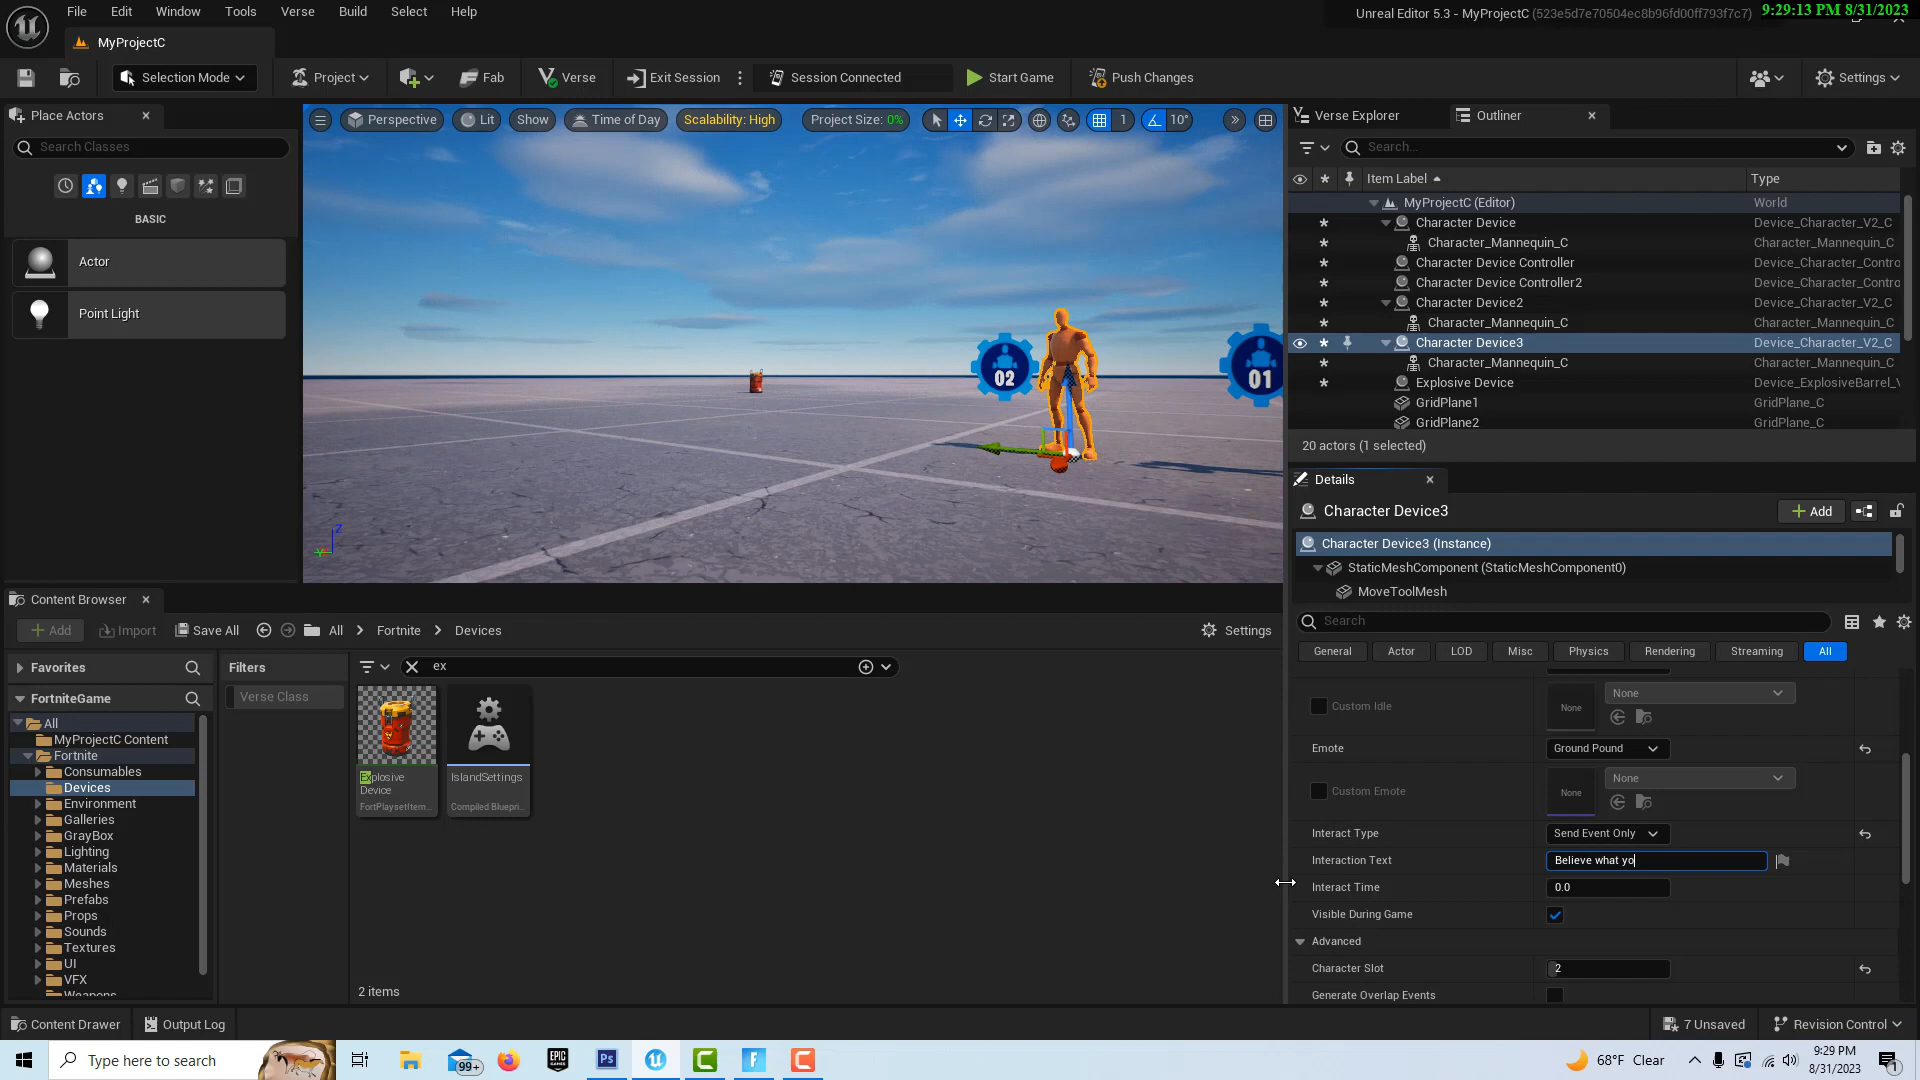 File Edit Window Tools Verse Build Select Help
Unreal Editor 5.3 - MyProjectC (523e5d7e70504ec8b96fd00ff793f7c7)
9:29:13 PM 8/31/2023
MyProjectC
Selection Mode
Project
Fab
Verse
Exit Session
Session Connected
Start Game
Push Changes
Settings
Place Actors
Search Classes
BASIC
Actor
Point Light
Perspective
Lit
Show
Time of Day
Scalability: High
Project Size: 0%
1
10°
02
01
Z
Verse Explorer
Outliner
Search...
Item Label
Type
MyProjectC (Editor) World
Character Device Device_Character_V2_C
Character_Mannequin_C Character_Mannequin_C
Character Device Controller Device_Character_Contro
Character Device Controller2 Device_Character_Contro
Character Device2 Device_Character_V2_C
Character_Mannequin_C Character_Mannequin_C
Character Device3 Device_Character_V2_C
Character_Mannequin_C Character_Mannequin_C
Explosive Device Device_ExplosiveBarrel_V
GridPlane1 GridPlane_C
GridPlane2 GridPlane_C
20 actors (1 selected)
Details
Character Device3
Add
Character Device3 (Instance)
StaticMeshComponent (StaticMeshComponent0)
MoveToolMesh
Search
General Actor LOD Misc Physics Rendering Streaming All
Custom Idle None None
Emote Ground Pound
Custom Emote None None
Interact Type Send Event Only
Interaction Text Believe what yo
Interact Time 0.0
Visible During Game
Advanced
Character Slot 2
Generate Overlap Events
Content Browser
Add Import Save All All Fortnite Devices Settings
Favorites
FortniteGame
All
MyProjectC Content
Fortnite
Consumables
Devices
Environment
Galleries
GrayBox
Lighting
Materials
Meshes
Prefabs
Props
Sounds
Textures
UI
VFX
Weapons
Filters
Verse Class
ex
Explosive
Device
FortPlaysetItem...
IslandSettings
Compiled Bluepri...
2 items
Content Drawer
Output Log
7 Unsaved
Revision Control
Type here to search
99+
EPIC
GAMES
Ps
68°F Clear
9:29 PM
8/31/2023
1